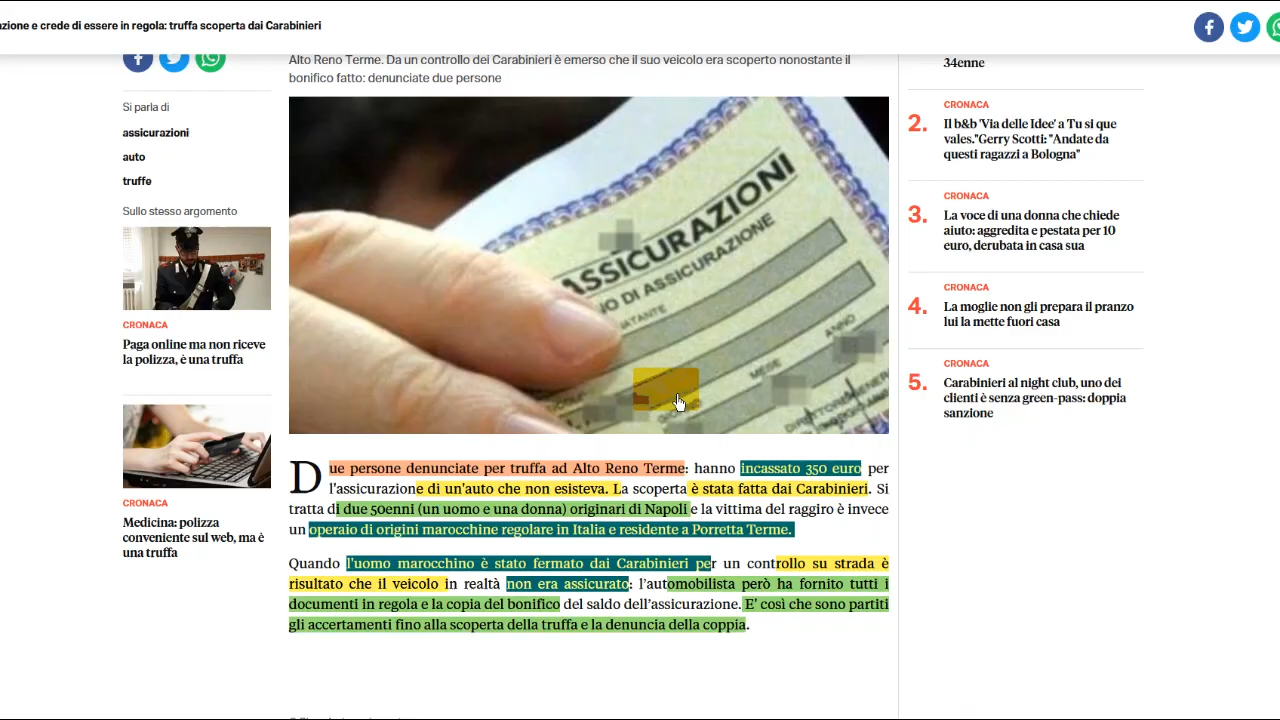 zione e crede di essere in regola: truffa scoperta dai Carabinieri
Si parla di
assicurazioni
auto
truffe
Sullo stesso argomento
CRONACA
Paga online ma non riceve
la polizza, è una truffa
CRONACA
Medicina: polizza
conveniente sul web, ma è
una truffa
Alto Reno Terme. Da un controllo dei Carabinieri è emerso che il suo veicolo era scoperto nonostante il
bonifico fatto: denunciate due persone
ASSICURAZIONI
NO DI ASSICURAZIONE
ATANTE
ANNO
MESE
Due persone denunciate per truffa ad Alto Reno Terme: hanno incassato 350 euro per
l'assicurazione di un'auto che non esisteva. La scoperta è stata fatta dai Carabinieri. Si
tratta di due 50enni (un uomo e una donna) originari di Napoli e la vittima del raggiro è invece
un operaio di origini marocchine regolare in Italia e residente a Porretta Terme.
Quando l'uomo marocchino è stato fermato dai Carabinieri per un controllo su strada è
risultato che il veicolo in realtà non era assicurato: l’automobilista però ha fornito tutti i
documenti in regola e la copia del bonifico del saldo dell’assicurazione. E' così che sono partiti
gli accertamenti fino alla scoperta della truffa e la denuncia della coppia.
34enne
CRONACA
2. Il b&b 'Via delle Idee' a Tu si que
vales."Gerry Scotti: "Andate da
questi ragazzi a Bologna"
CRONACA
3. La voce di una donna che chiede
aiuto: aggredita e pestata per 10
euro, derubata in casa sua
CRONACA
4. La moglie non gli prepara il pranzo
lui la mette fuori casa
CRONACA
5. Carabinieri al night club, uno dei
clienti è senza green-pass: doppia
sanzione